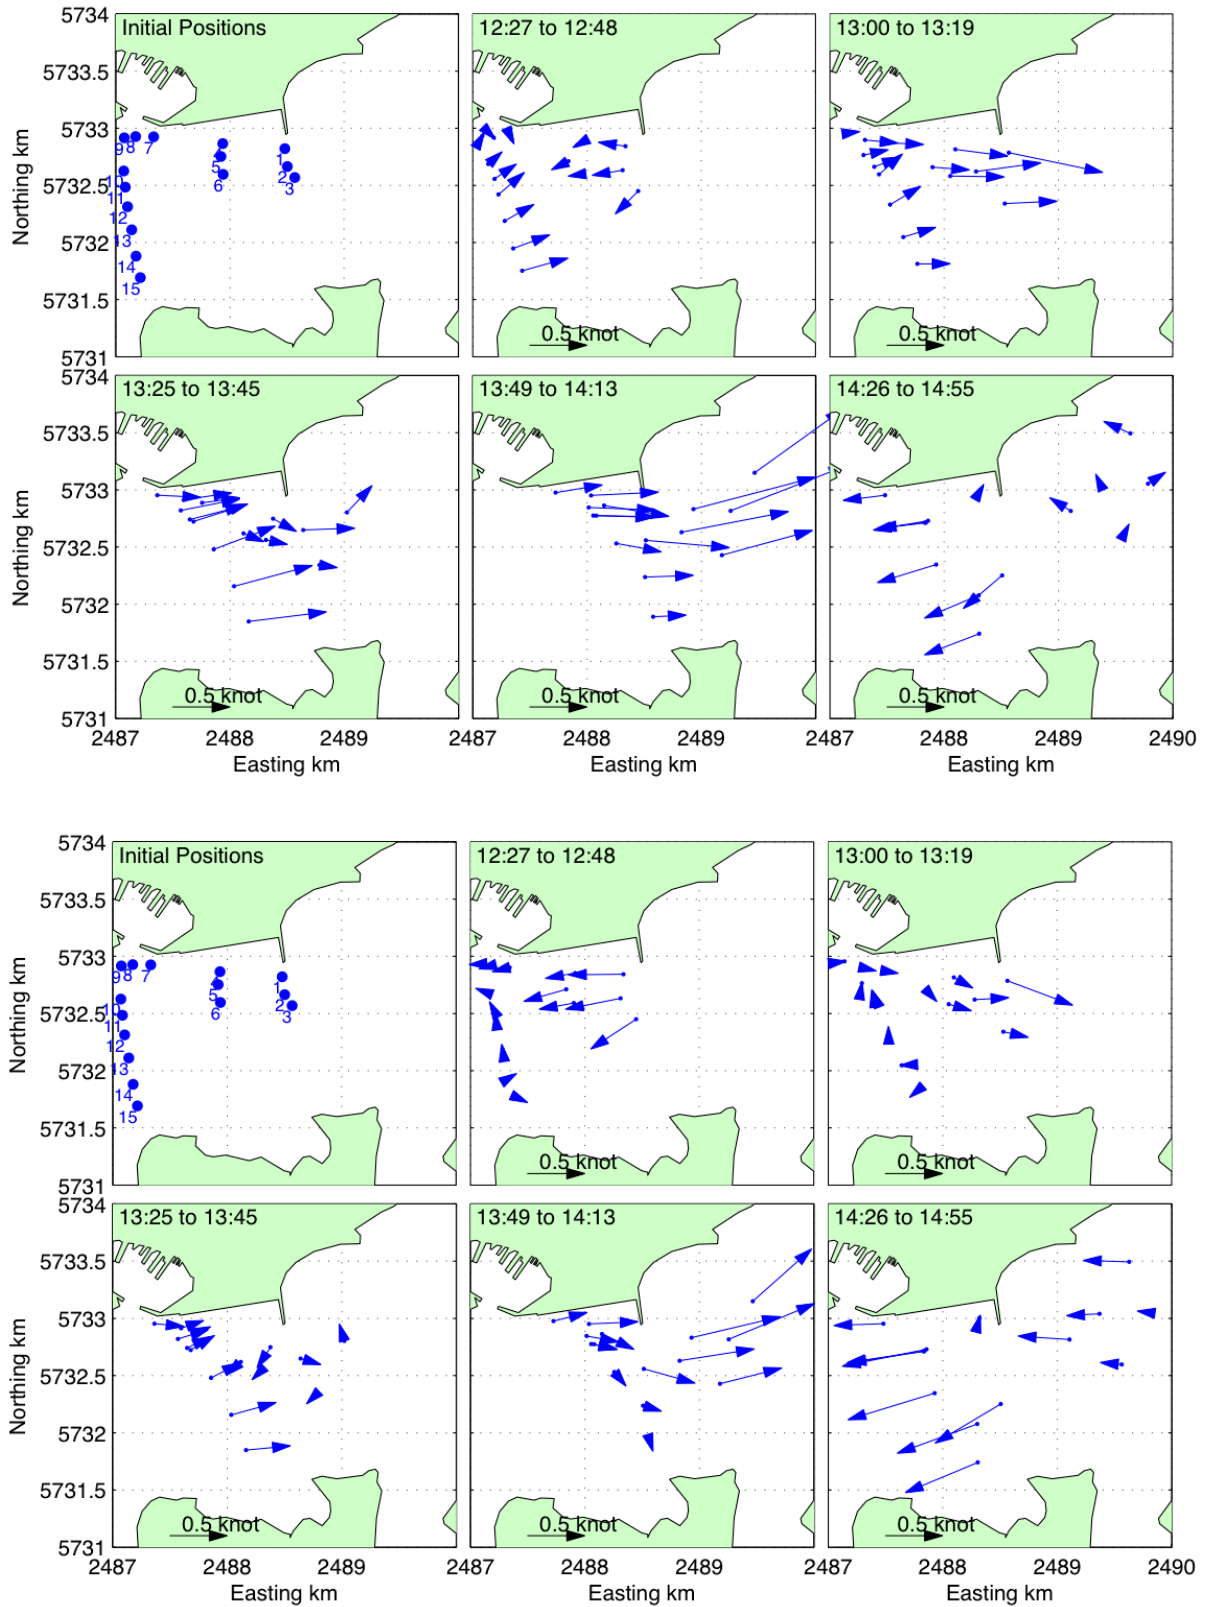 5734
5733.5
5733
5732.5
5732
5731.5
5731
Northing km
Initial Positions
9 8 7
10
11
12
13
14
15
4
5
6
1
2
3
12:27 to 12:48
0.5 knot
13:00 to 13:19
0.5 knot
5734
5733.5
5733
5732.5
5732
5731.5
5731
Northing km
13:25 to 13:45
0.5 knot
13:49 to 14:13
0.5 knot
14:26 to 14:55
2487 2488 2489 2487 2488 2489 2487 2488 2489 2490
Easting km Easting km Easting km
5734
5733.5
5733
5732.5
5732
5731.5
5731
Northing km
Initial Positions
9 8 7
10
11
12
13
14
15
4
5
6
1
2
3
12:27 to 12:48
0.5 knot
13:00 to 13:19
0.5 knot
5734
5733.5
5733
5732.5
5732
5731.5
5731
Northing km
13:25 to 13:45
0.5 knot
13:49 to 14:13
0.5 knot
14:26 to 14:55
0.5 knot
2487 2488 2489 2487 2488 2489 2487 2488 2489 2490
Easting km Easting km Easting km